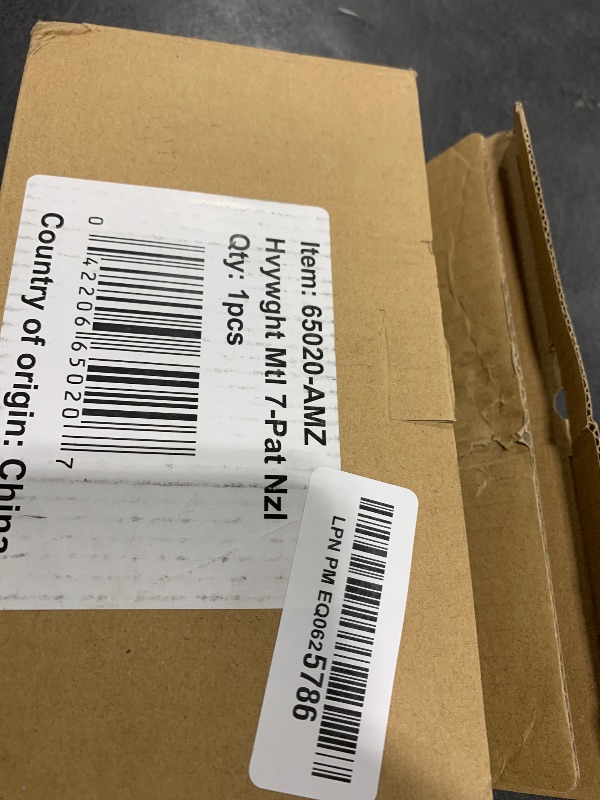 Item: 65020-AMZ
Hvywght Mtl 7-Pat Nzl
Qty: 1pcs
0 42206 65020 7
Country of origin: China
LPN PM EQ0625786